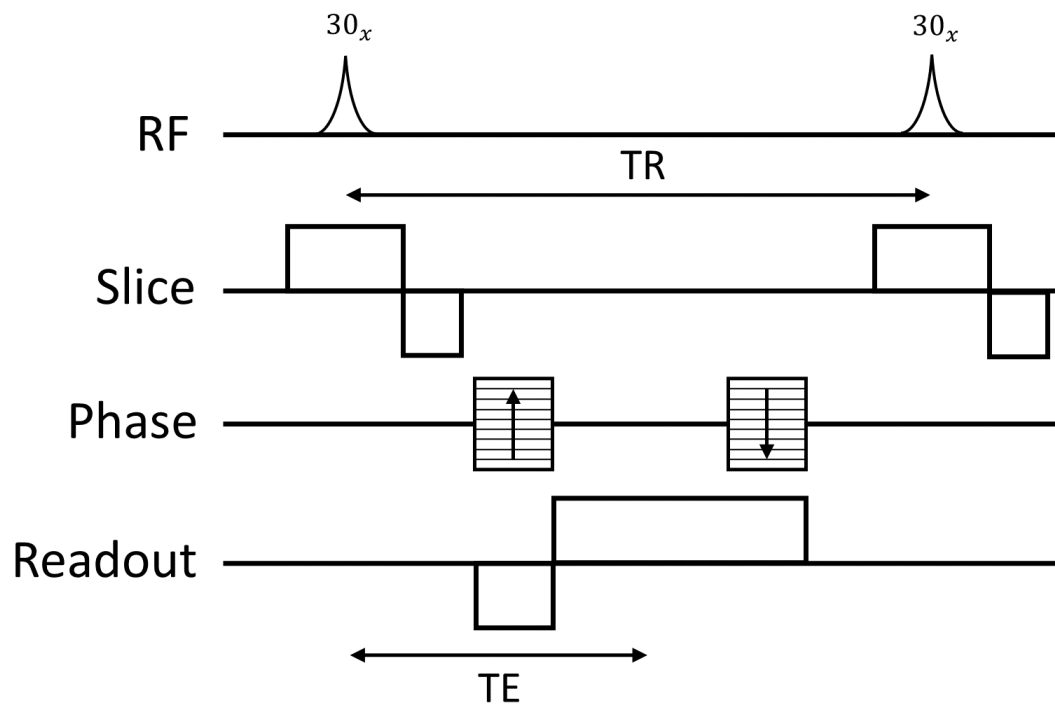 30ₓ 30ₓ
RF
TR
Slice
Phase
Readout
TE